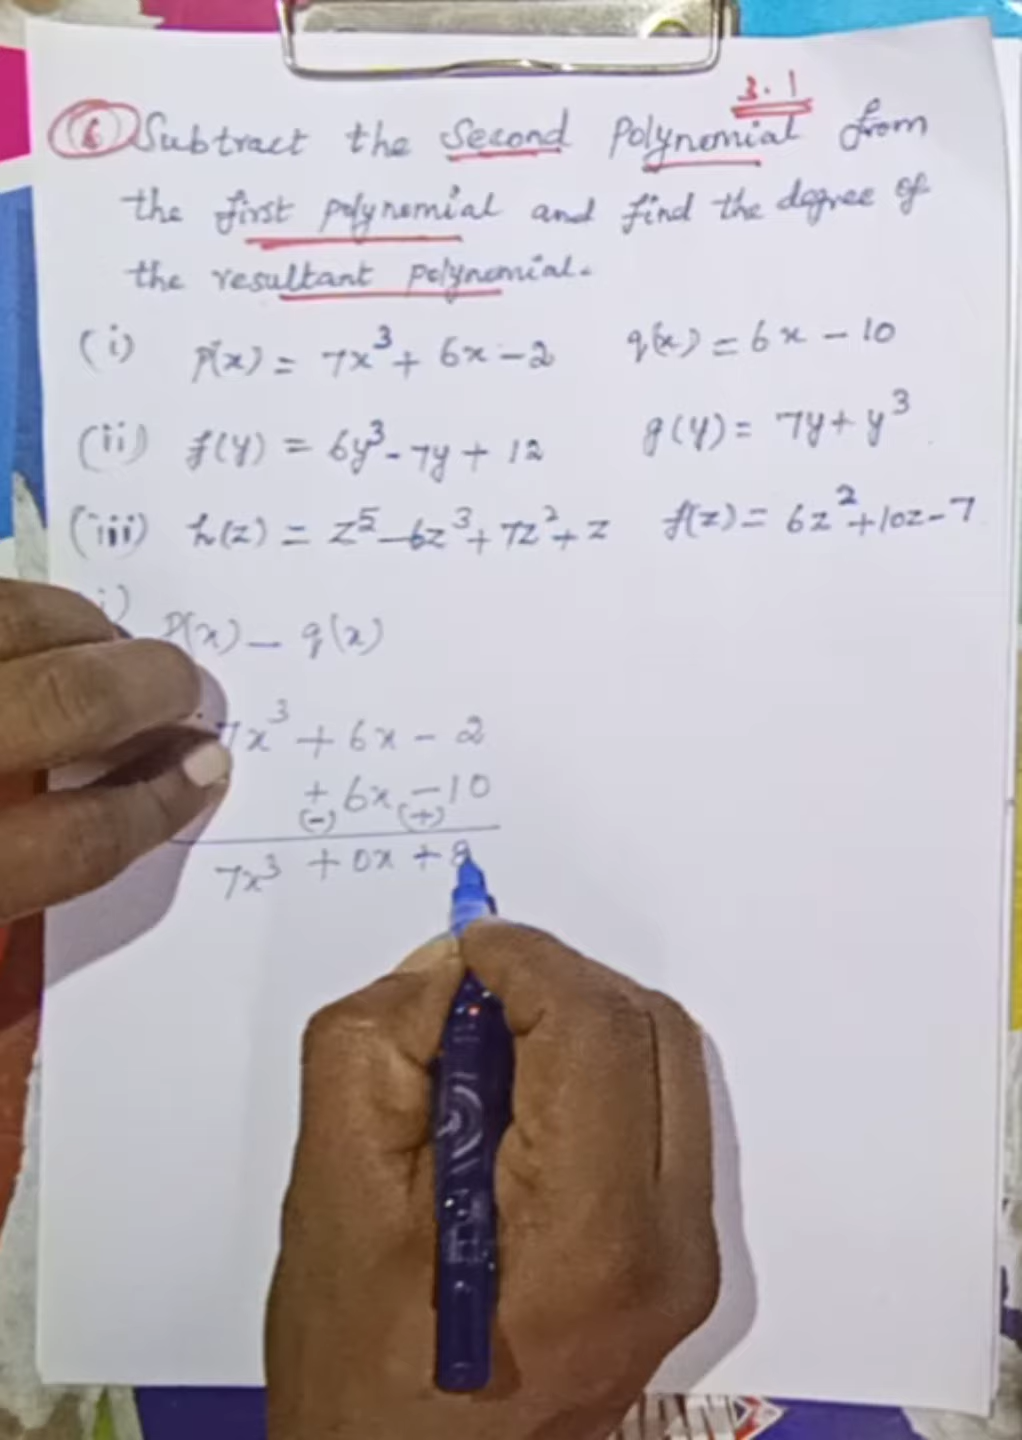 3.1
(6) Subtract the Second Polynomial from
the first polynomial and find the degree of
the resultant polynomial.
(i) p(x) = 7x³ + 6x - 2 q(x) = 6x - 10
(ii) f(y) = 6y³ - 7y + 12 g(y) = 7y + y³
(iii) h(z) = z⁵ - 6z³ + 7z² + z f(z) = 6z² + 10z - 7
i)
P(x) - q(x)
7x³ + 6x - 2
+ 6x - 10
(-) (+)
7x³ + 0x + 8